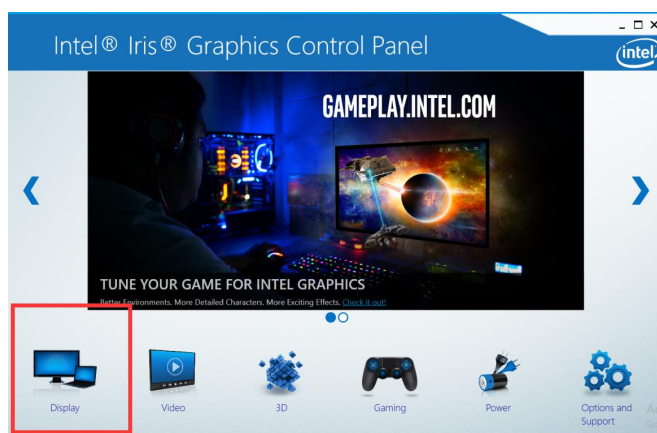 Intel® Iris® Graphics Control Panel
intel
GAMEPLAY.INTEL.COM
TUNE YOUR GAME FOR INTEL GRAPHICS
Better Environments. More Detailed Characters. More Exciting Effects. Check it out!
Display
Video
3D
Gaming
Power
Options and
Support